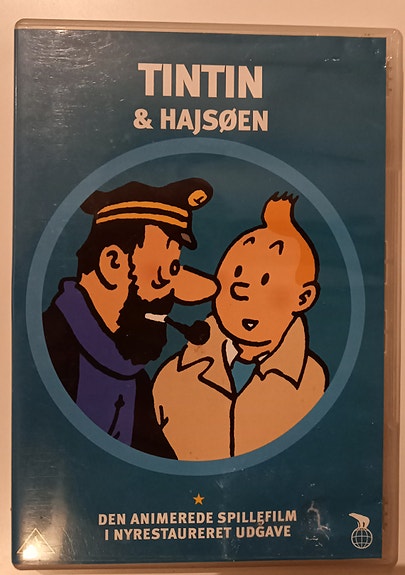 TINTIN
& HAJSØEN
DEN ANIMEREDE SPILLEFILM
I NYRESTAURERET UDGAVE